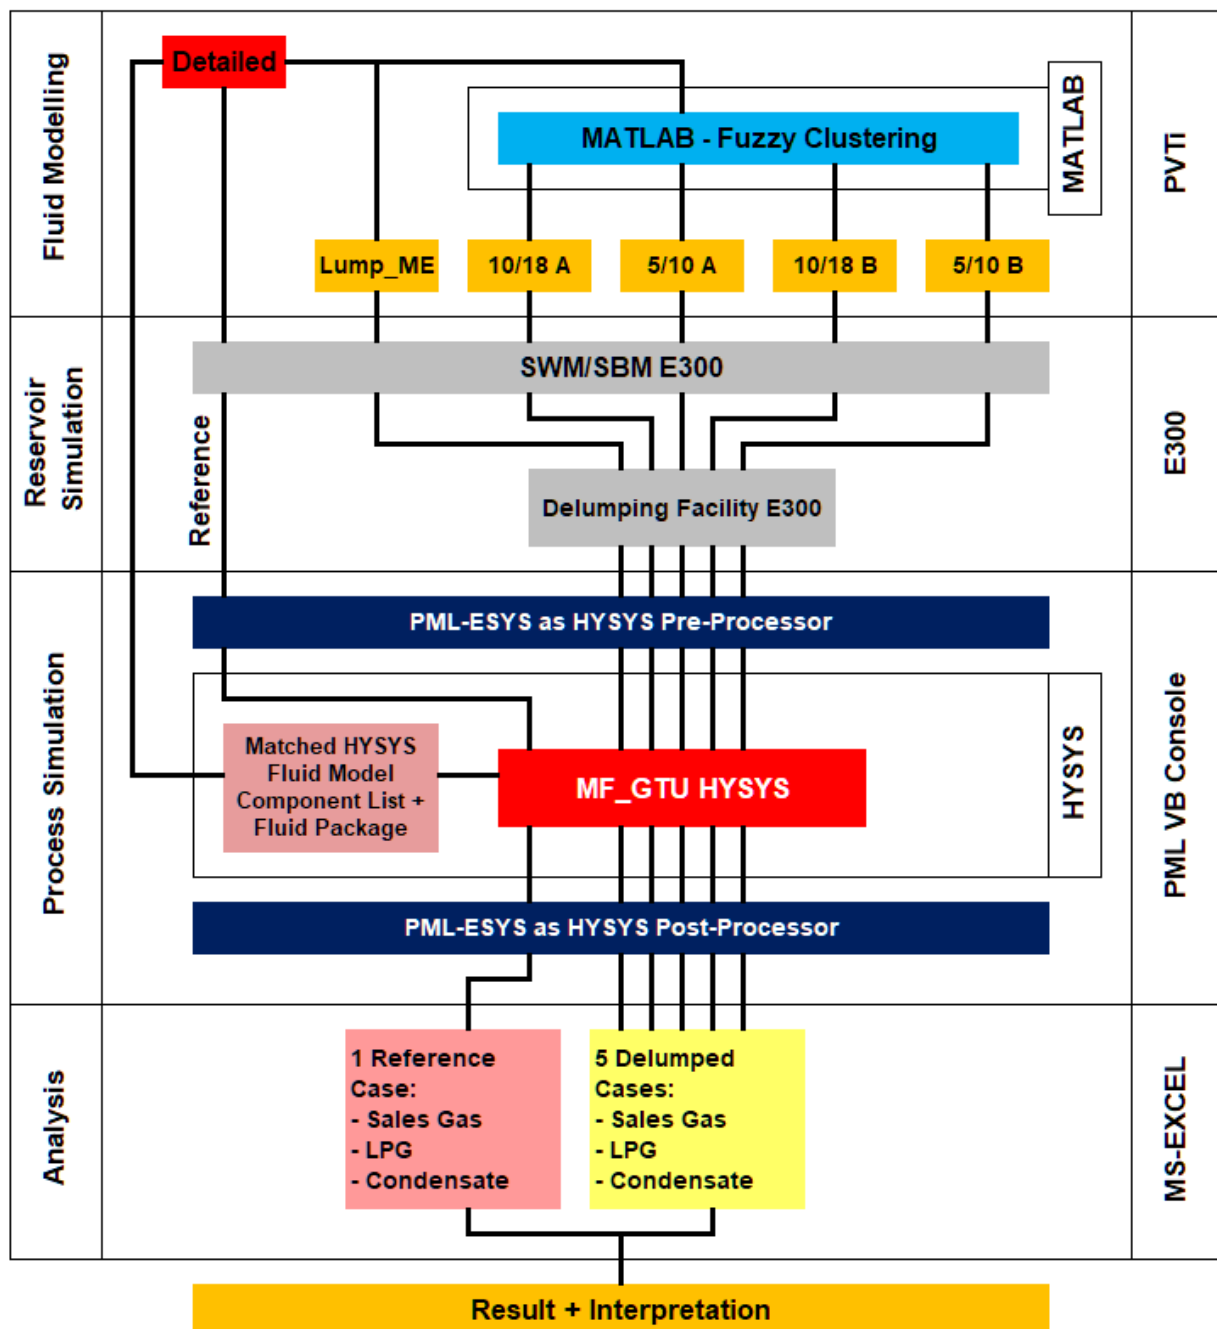 Fluid Modelling
Detailed
MATLAB - Fuzzy Clustering
MATLAB
PVTi
Lump_ME
10/18 A
5/10 A
10/18 B
5/10 B
Reservoir
Simulation
SWM/SBM E300
Reference
Delumping Facility E300
E300
Process Simulation
PML-ESYS as HYSYS Pre-Processor
Matched HYSYS
Fluid Model
Component List +
Fluid Package
MF_GTU HYSYS
HYSYS
PML VB Console
PML-ESYS as HYSYS Post-Processor
Analysis
1 Reference
Case:
- Sales Gas
- LPG
- Condensate
5 Delumped
Cases:
- Sales Gas
- LPG
- Condensate
MS-EXCEL
Result + Interpretation